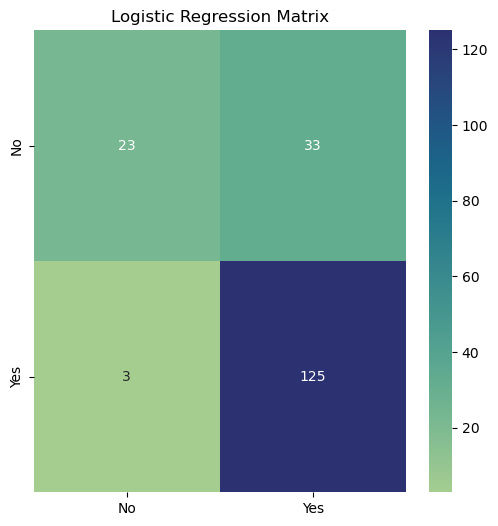 Logistic Regression Matrix
No
23
33
Yes
3
125
No
Yes
120
100
80
60
40
20